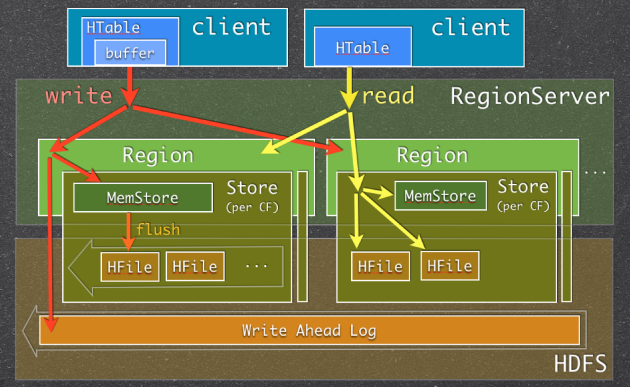 HTable
buffer
client
HTable
client
write
read
RegionServer
Region
Region
...
MemStore
Store
(per CF)
MemStore
Store
(per CF)
flush
HFile
HFile
...
HFile
HFile
Write Ahead Log
HDFS